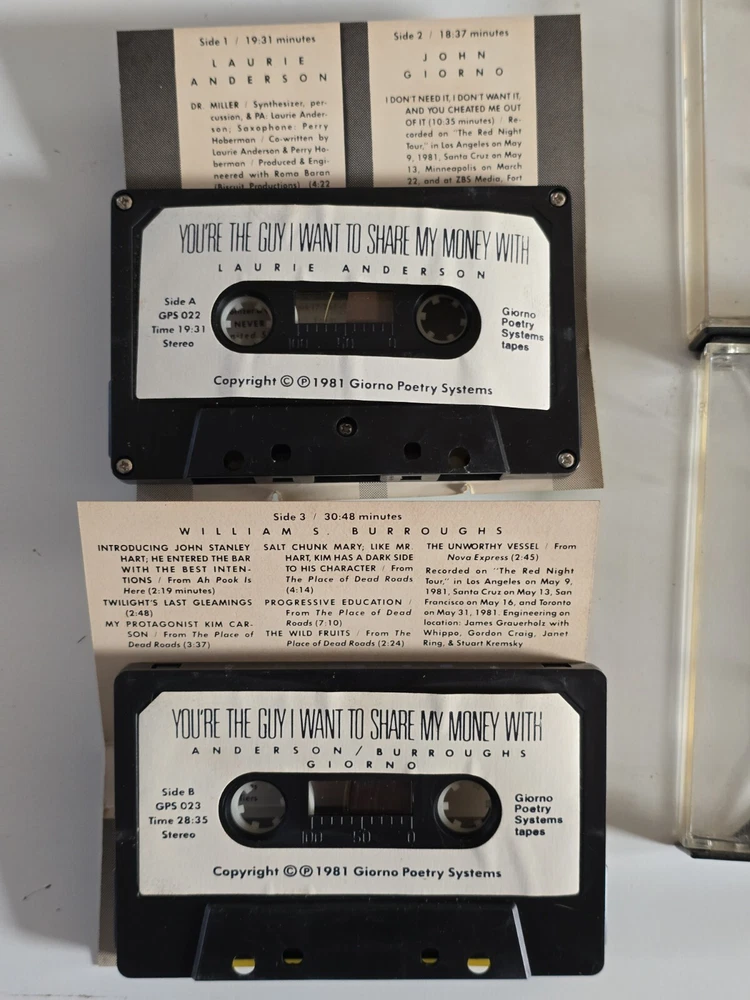 Side 1 / 19:31 minutes
LAURIE
ANDERSON
DR. MILLER / Synthesizer, per-
cussion, & PA: Laurie Ander-
son; Saxophone: Perry
Hoberman / Co-written by
Laurie Anderson & Perry Ho-
berman / Produced & Engi-
neered with Roma Baran
(Biscuit Productions) (4:22
Side 2 / 18:37 minutes
JOHN
GIORNO
I DON'T NEED IT, I DON'T WANT IT,
AND YOU CHEATED ME OUT
OF IT (10:35 minutes) / Re-
corded on "The Red Night
Tour," in Los Angeles on May
9, 1981, Santa Cruz on May
13, Minneapolis on March
22, and at ZBS Media, Fort
YOU'RE THE GUY I WANT TO SHARE MY MONEY WITH
LAURIE ANDERSON
Side A
GPS 022
Time 19:31
Stereo
NEVER
100 50 0
Giorno
Poetry
Systems
tapes
Copyright © ℗ 1981 Giorno Poetry Systems
Side 3 / 30:48 minutes
WILLIAM S. BURROUGHS
INTRODUCING JOHN STANLEY
HART; HE ENTERED THE BAR
WITH THE BEST INTEN-
TIONS / From Ah Pook Is
Here (2:19 minutes)
TWILIGHT'S LAST GLEAMINGS
(2:48)
MY PROTAGONIST KIM CAR-
SON / From The Place of
Dead Roads (3:37)
SALT CHUNK MARY; LIKE MR.
HART, KIM HAS A DARK SIDE
TO HIS CHARACTER / From
The Place of Dead Roads
(4:14)
PROGRESSIVE EDUCATION /
From The Place of Dead
Roads (7:10)
THE WILD FRUITS / From The
Place of Dead Roads (2:24)
THE UNWORTHY VESSEL / From
Nova Express (2:45)
Recorded on "The Red Night
Tour," in Los Angeles on May 9,
1981, Santa Cruz on May 13, San
Francisco on May 16, and Toronto
on May 31, 1981. Engineering on
location: James Grauerholz with
Whippo, Gordon Craig, Janet
Ring, & Stuart Kremsky
YOU'RE THE GUY I WANT TO SHARE MY MONEY WITH
ANDERSON/BURROUGHS
GIORNO
Side B
GPS 023
Time 28:35
Stereo
100 50 0
Giorno
Poetry
Systems
tapes
Copyright © ℗ 1981 Giorno Poetry Systems